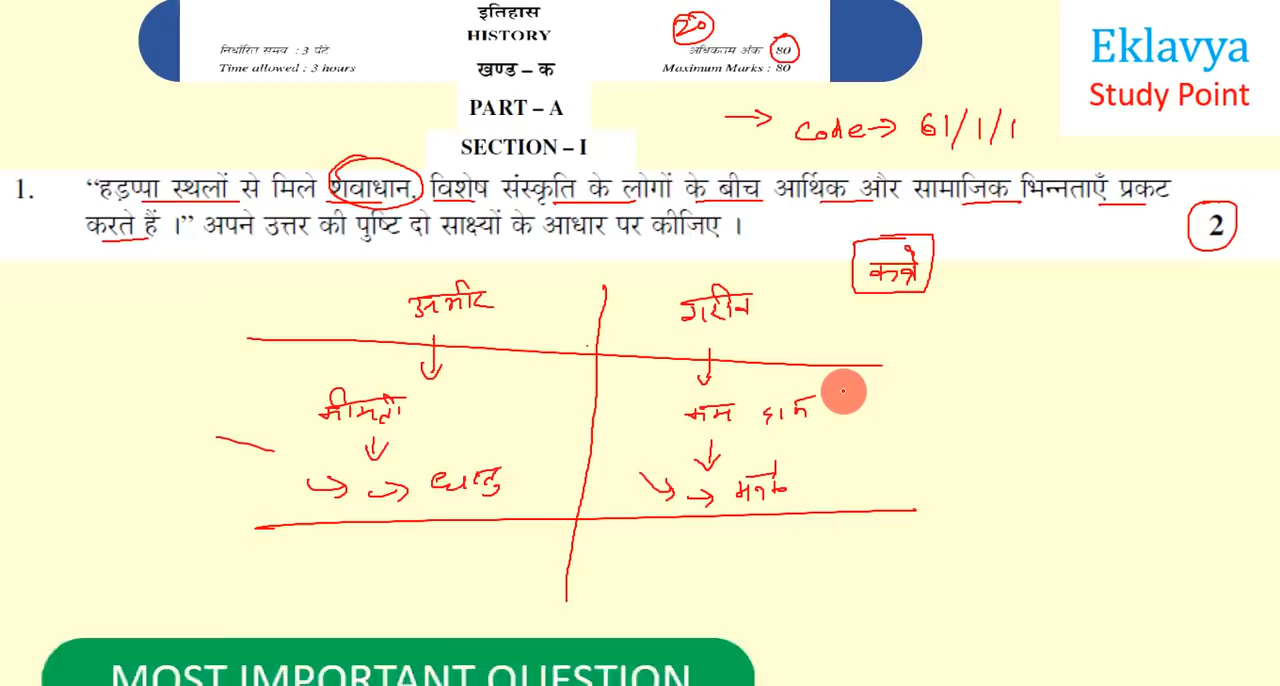 इतिहास
HISTORY
20
निर्धारित समय : 3 घंटे
अधिकतम अंक : 80
Time allowed : 3 hours
Maximum Marks : 80
खण्ड – क
PART – A
SECTION – I
Eklavya
Study Point
→ Code → 61/1/1
1. “हड़प्पा स्थलों से मिले शवाधान, विशेष संस्कृति के लोगों के बीच आर्थिक और सामाजिक भिन्नताएँ प्रकट
करते हैं ।” अपने उत्तर की पुष्टि दो साक्ष्यों के आधार पर कीजिए । 2
कब्रे
अमीर गरीब
कीमती कम दाम
→ → धातु → → मनके
MOST IMPORTANT QUESTION